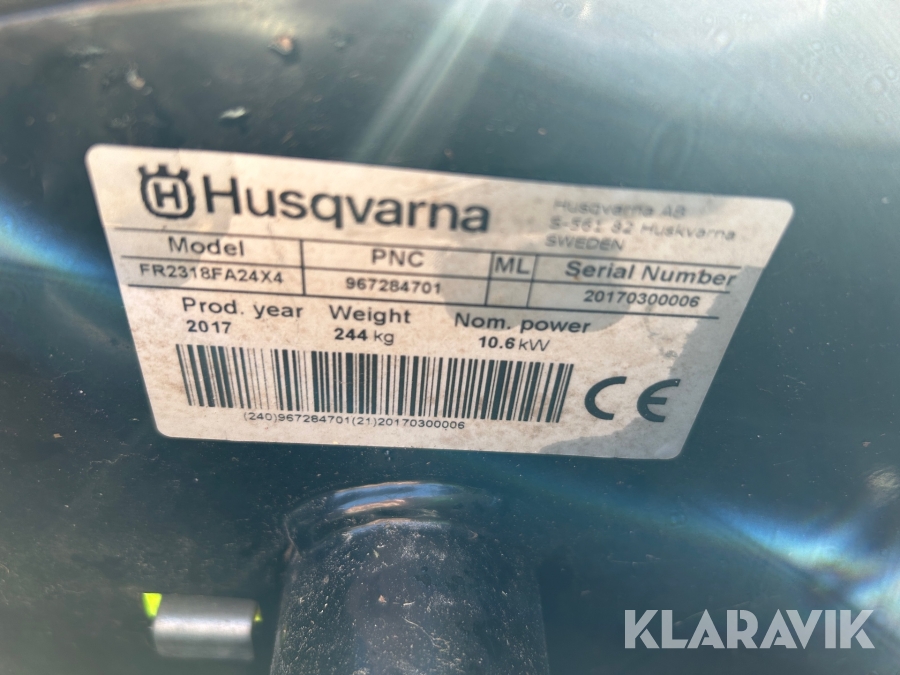 Husqvarna
Husqvarna AB
S-561 82 Huskvarna
SWEDEN
Model
PNC
ML
Serial Number
FR2318FA24X4
967284701
20170300006
Prod. year
Weight
Nom. power
2017
244 kg
10.6 kW
(240)967284701(21)20170300006
CE
KLARAVIK